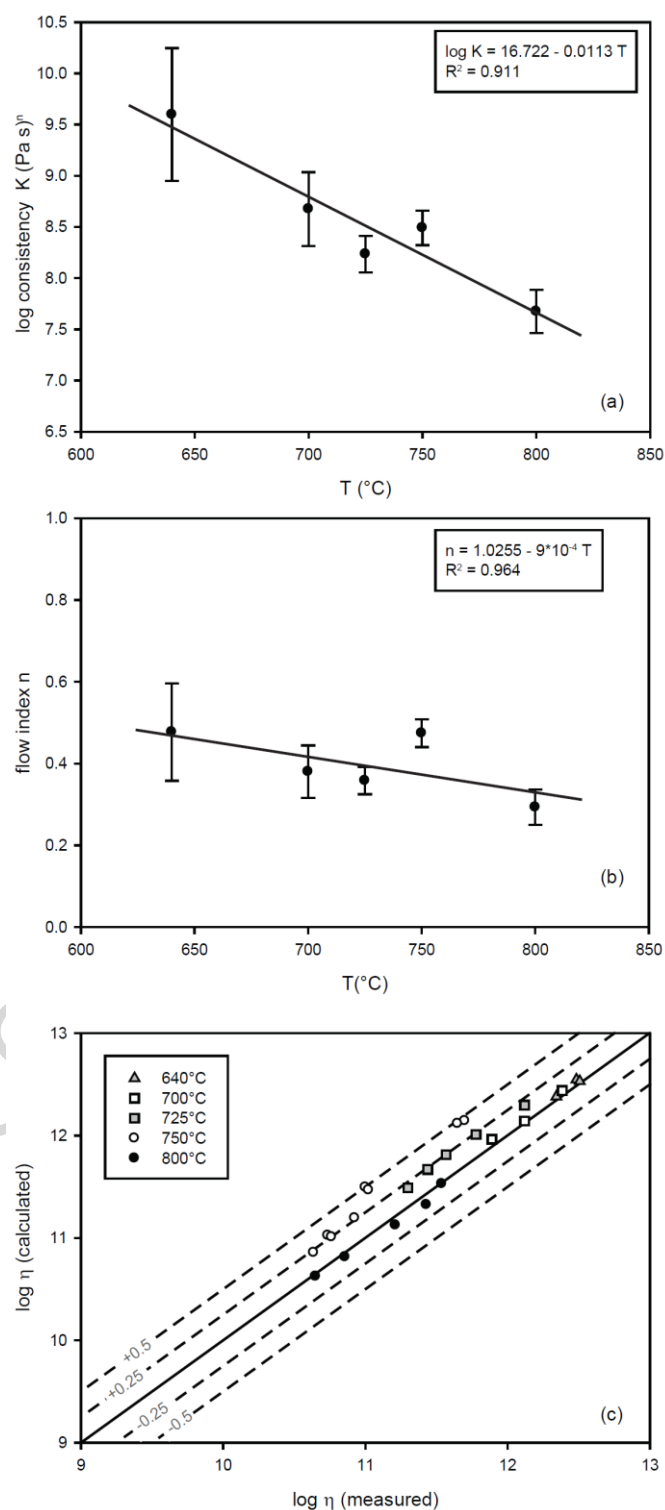 10.5
10.0
9.5
9.0
8.5
8.0
7.5
7.0
6.5
log consistency K (Pa s)ⁿ
log K = 16.722 - 0.0113 T
R² = 0.911
(a)
600 650 700 750 800 850
T (°C)
1.0
0.8
0.6
0.4
0.2
0.0
flow index n
n = 1.0255 - 9*10⁻⁴ T
R² = 0.964
(b)
600 650 700 750 800 850
T(°C)
13
12
11
10
9
log η (calculated)
640°C
700°C
725°C
750°C
800°C
+0.5
+0.25
-0.25
-0.5
(c)
9 10 11 12 13
log η (measured)